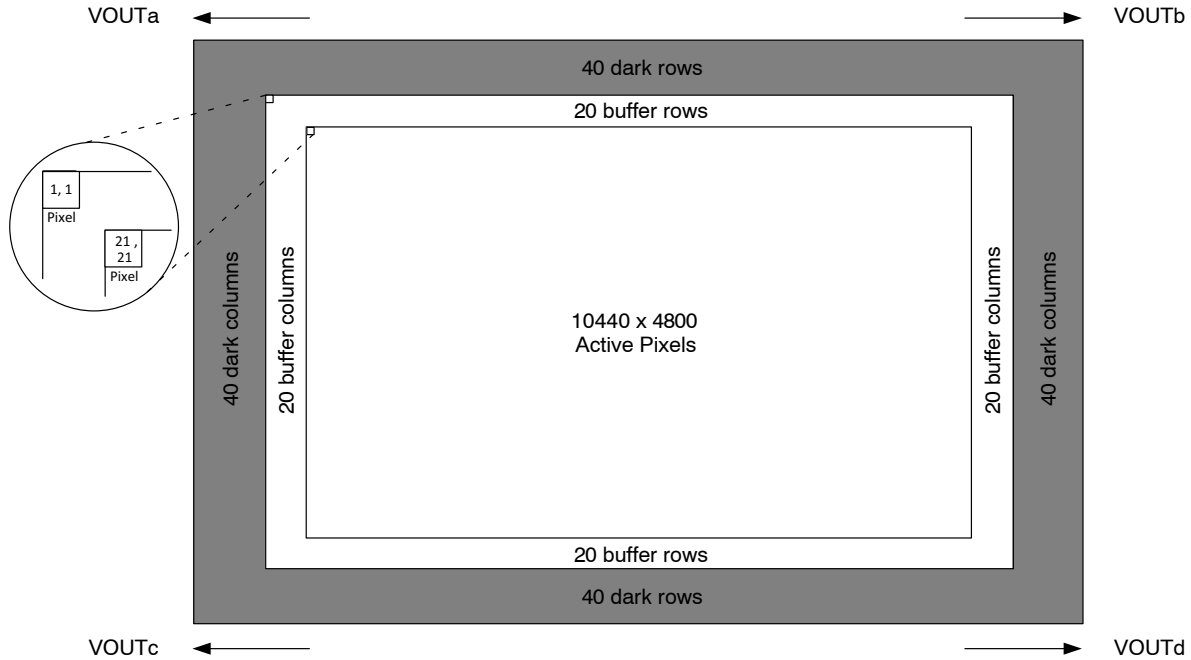 VOUTa
VOUTb
40 dark rows
20 buffer rows
1, 1
Pixel
21 ,
21
Pixel
40 dark columns
20 buffer columns
10440 x 4800
Active Pixels
20 buffer columns
40 dark columns
20 buffer rows
40 dark rows
VOUTc
VOUTd